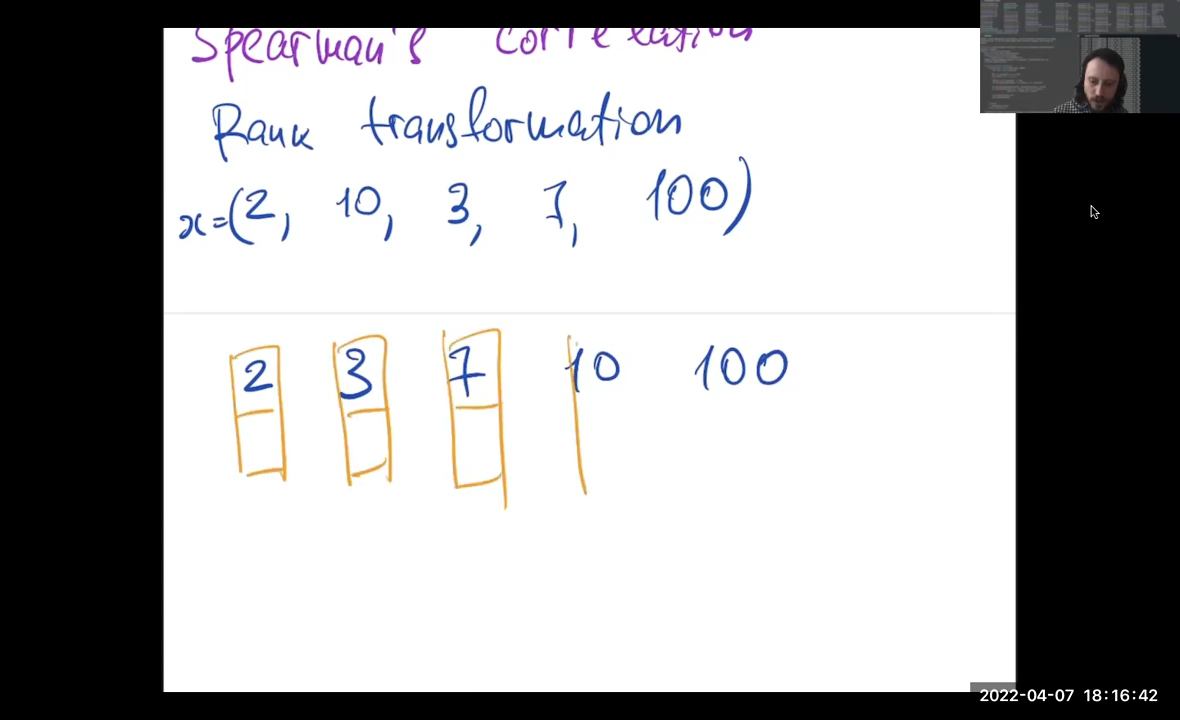 Spearman's correlation
Rank transformation
x=(2, 10, 3, 7, 100)
2 3 7 10 100
2022-04-07 18:16:42